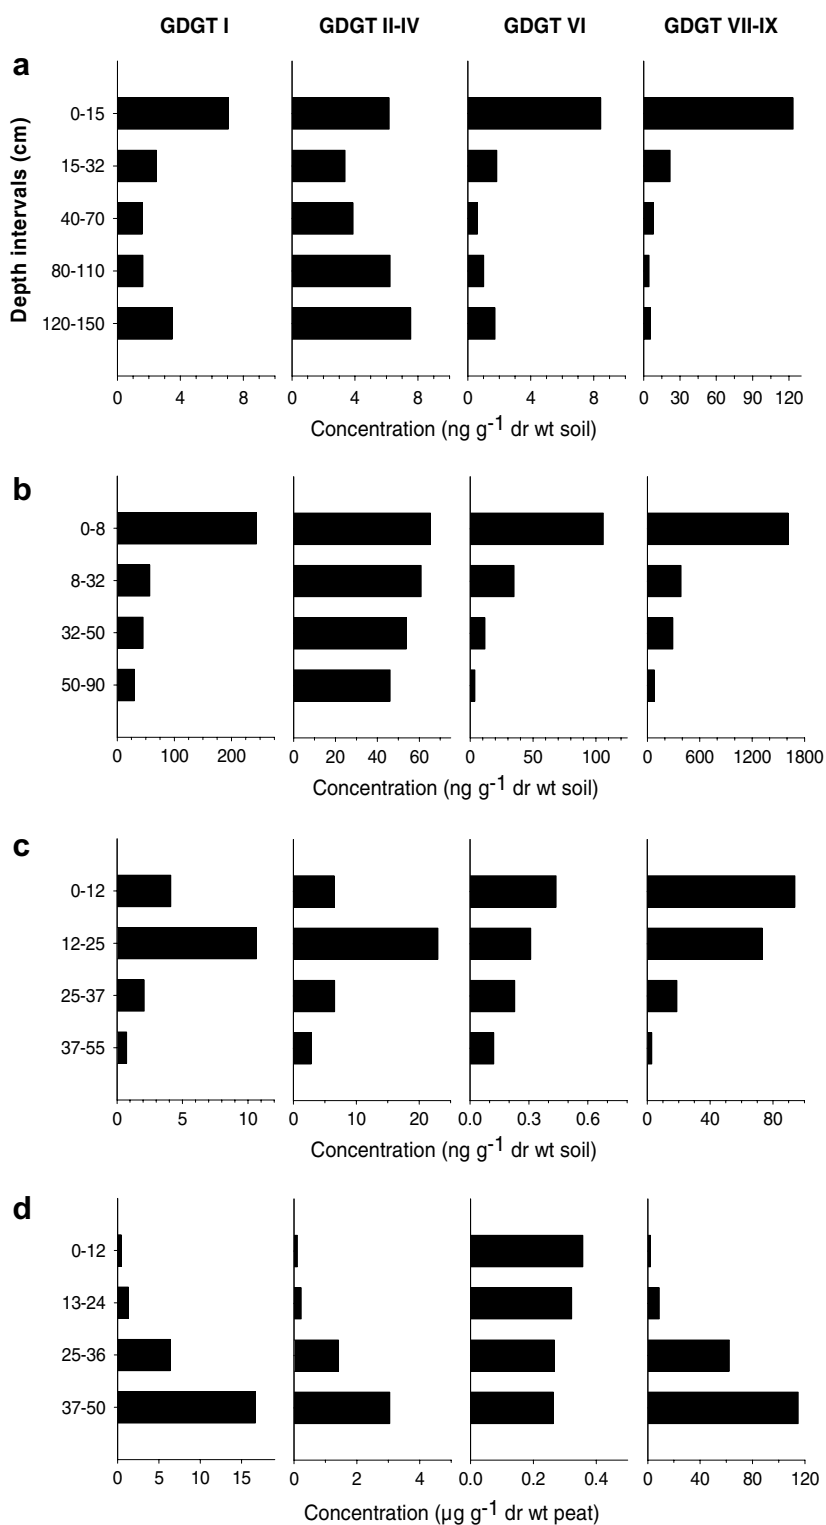 GDGT I GDGT II-IV GDGT VI GDGT VII-IX
a
Depth intervals (cm)
0-15
15-32
40-70
80-110
120-150
0 4 8 0 4 8 0 4 8 0 30 60 90 120
Concentration (ng g-1 dr wt soil)
b
0-8
8-32
32-50
50-90
0 100 200 0 20 40 60 0 50 100 0 600 1200 1800
Concentration (ng g-1 dr wt soil)
c
0-12
12-25
25-37
37-55
0 5 10 0 10 20 0.0 0.3 0.6 0 40 80
Concentration (ng g-1 dr wt soil)
d
0-12
13-24
25-36
37-50
0 5 10 15 0 2 4 0.0 0.2 0.4 0 40 80 120
Concentration (µg g-1 dr wt peat)